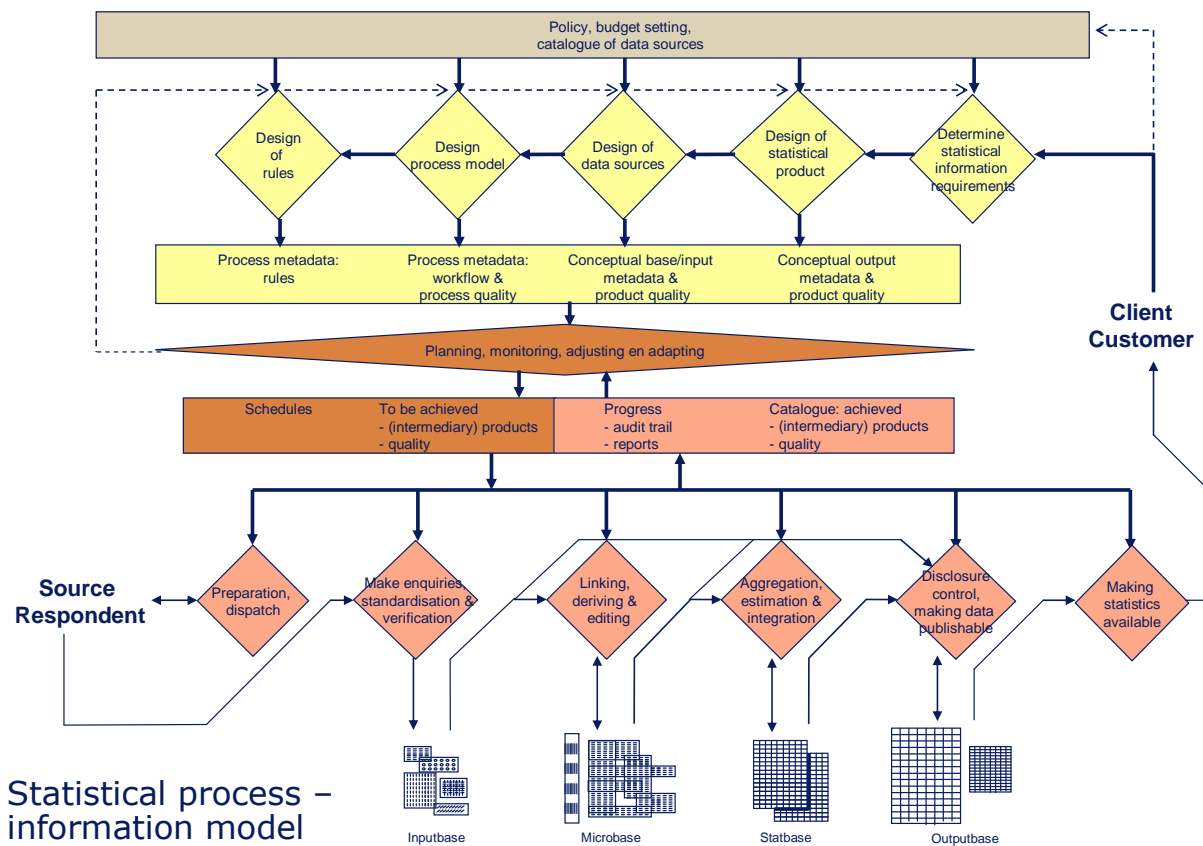 Policy, budget setting,
catalogue of data sources
Design
of
rules
Design
process model
Design of
data sources
Design of
statistical
product
Determine
statistical
information
requirements
Process metadata:
rules
Process metadata:
workflow &
process quality
Conceptual base/input
metadata
& product quality
Conceptual output
metadata
& product quality
Client
Customer
Planning, monitoring, adjusting en adapting
Schedules
To be achieved
- (intermediary) products
- quality
Progress
- audit trail
- reports
Catalogue: achieved
- (intermediary) products
- quality
Source
Respondent
Preparation,
dispatch
Make enquiries,
standardisation &
verification
Linking,
deriving &
editing
Aggregation,
estimation &
integration
Disclosure
control,
making data
publishable
Making
statistics
available
Statistical process –
information model
Inputbase
Microbase
Statbase
Outputbase